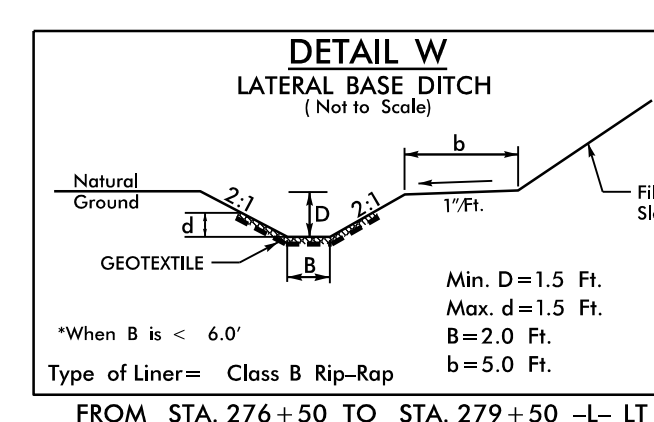 DETAIL W
LATERAL BASE DITCH
( Not to Scale)
b
Natural
Ground
2:1
2:1
D
d
1"/Ft.
GEOTEXTILE
B
Min. D=1.5 Ft.
Max. d=1.5 Ft.
*When B is < 6.0'
B=2.0 Ft.
b=5.0 Ft.
Type of Liner= Class B Rip-Rap
FROM STA. 276+50 TO STA. 279+50 -L- LT